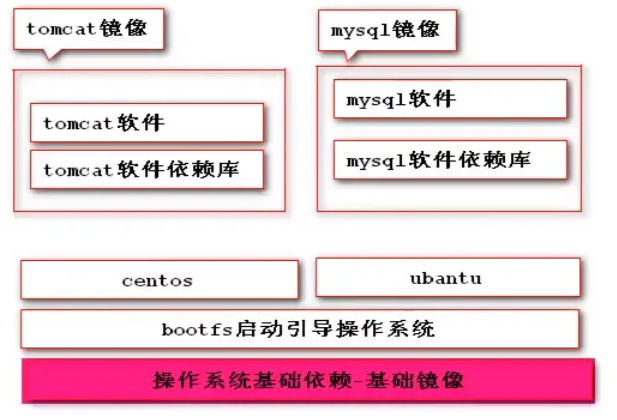 tomcat镜像
mysql镜像
tomcat软件
tomcat软件依赖库
mysql软件
mysql软件依赖库
centos
ubantu
bootfs启动引导操作系统
操作系统基础依赖-基础镜像